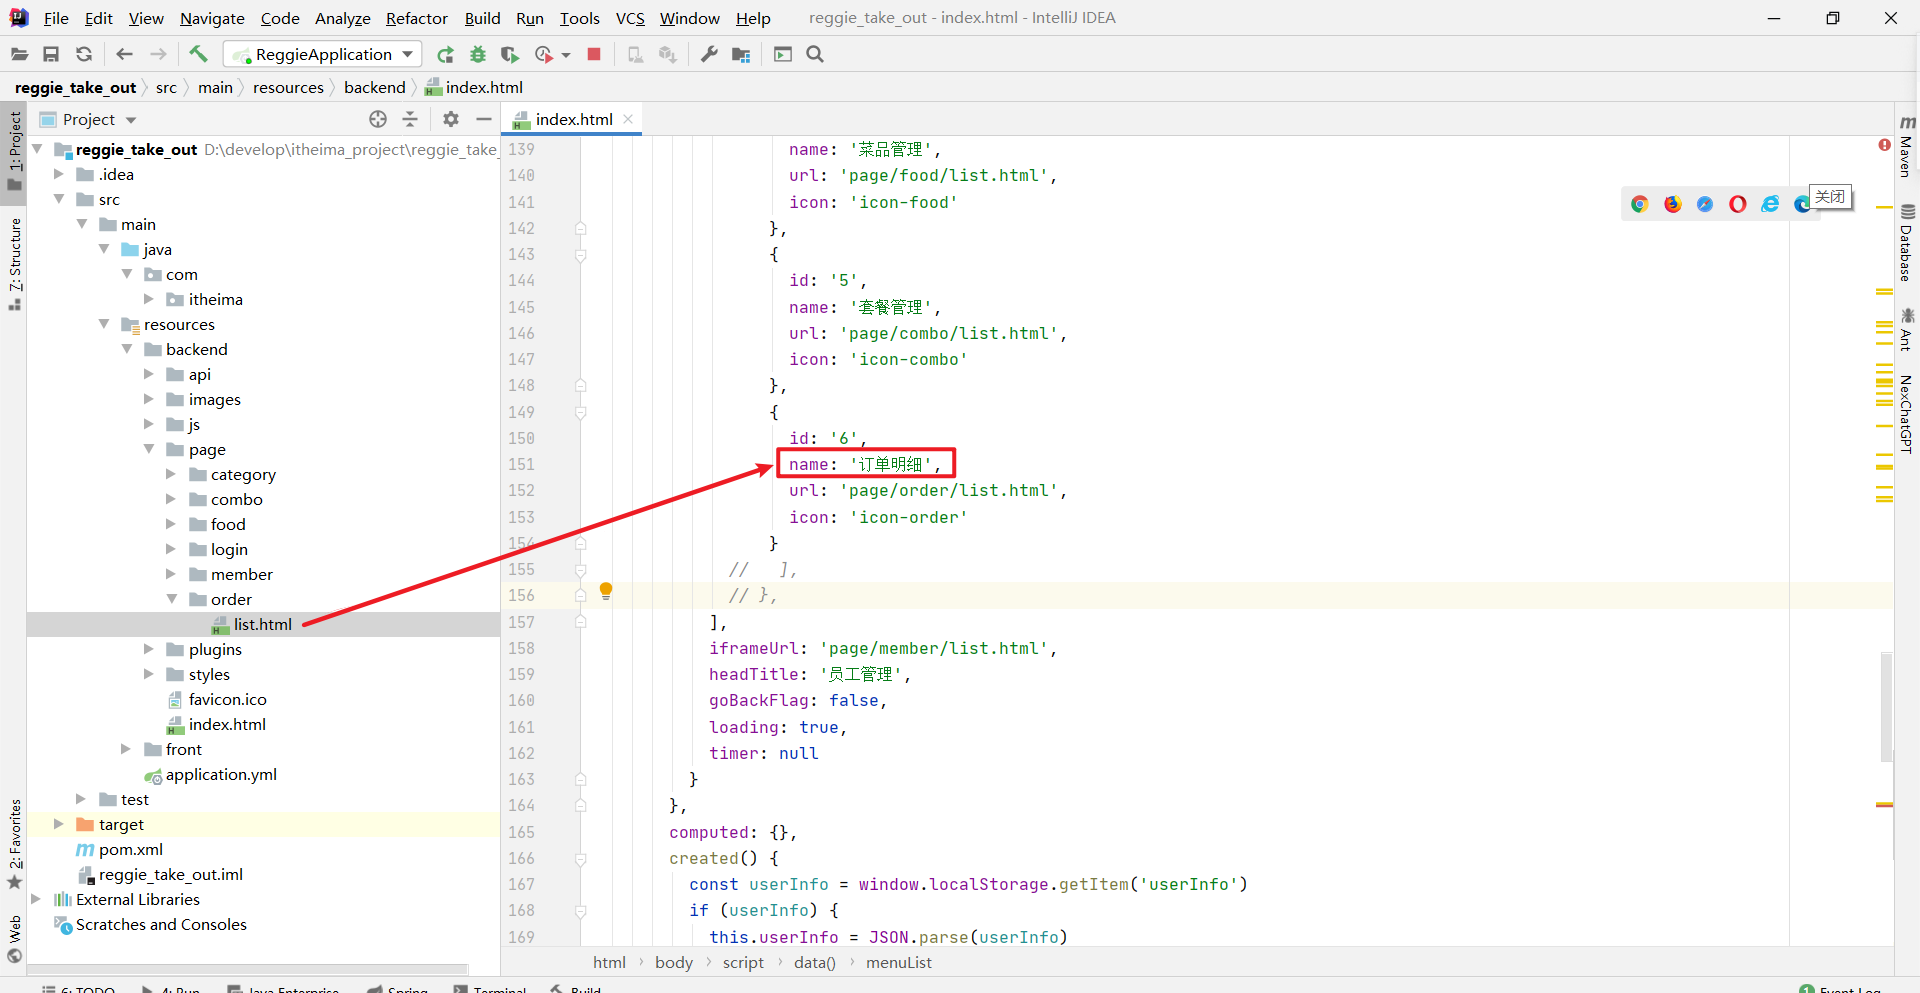 File Edit View Navigate Code Analyze Refactor Build Run Tools VCS Window Help reggie_take_out - index.html - IntelliJ IDEA
ReggieApplication
reggie_take_out src main resources backend index.html
Project
index.html
1: Project
7: Structure
2: Favorites
Web
reggie_take_out D:\develop\itheima_project\reggie_take_
.idea
src
main
java
com
itheima
resources
backend
api
images
js
page
category
combo
food
login
member
order
list.html
plugins
styles
favicon.ico
index.html
front
application.yml
test
target
pom.xml
reggie_take_out.iml
External Libraries
Scratches and Consoles
139 name: '菜品管理',
140 url: 'page/food/list.html',
141 icon: 'icon-food'
142 },
143 {
144 id: '5',
145 name: '套餐管理',
146 url: 'page/combo/list.html',
147 icon: 'icon-combo'
148 },
149 {
150 id: '6',
151 name: '订单明细',
152 url: 'page/order/list.html',
153 icon: 'icon-order'
154 }
155 // ],
156 // },
157 ],
158 iframeUrl: 'page/member/list.html',
159 headTitle: '员工管理',
160 goBackFlag: false,
161 loading: true,
162 timer: null
163 }
164 },
165 computed: {},
166 created() {
167 const userInfo = window.localStorage.getItem('userInfo')
168 if (userInfo) {
169 this.userInfo = JSON.parse(userInfo)
关闭
Maven
Database
Ant
NexChatGPT
html body script data() menuList
6: TODO 4: Run Java Enterprise Spring Terminal Build Event Log